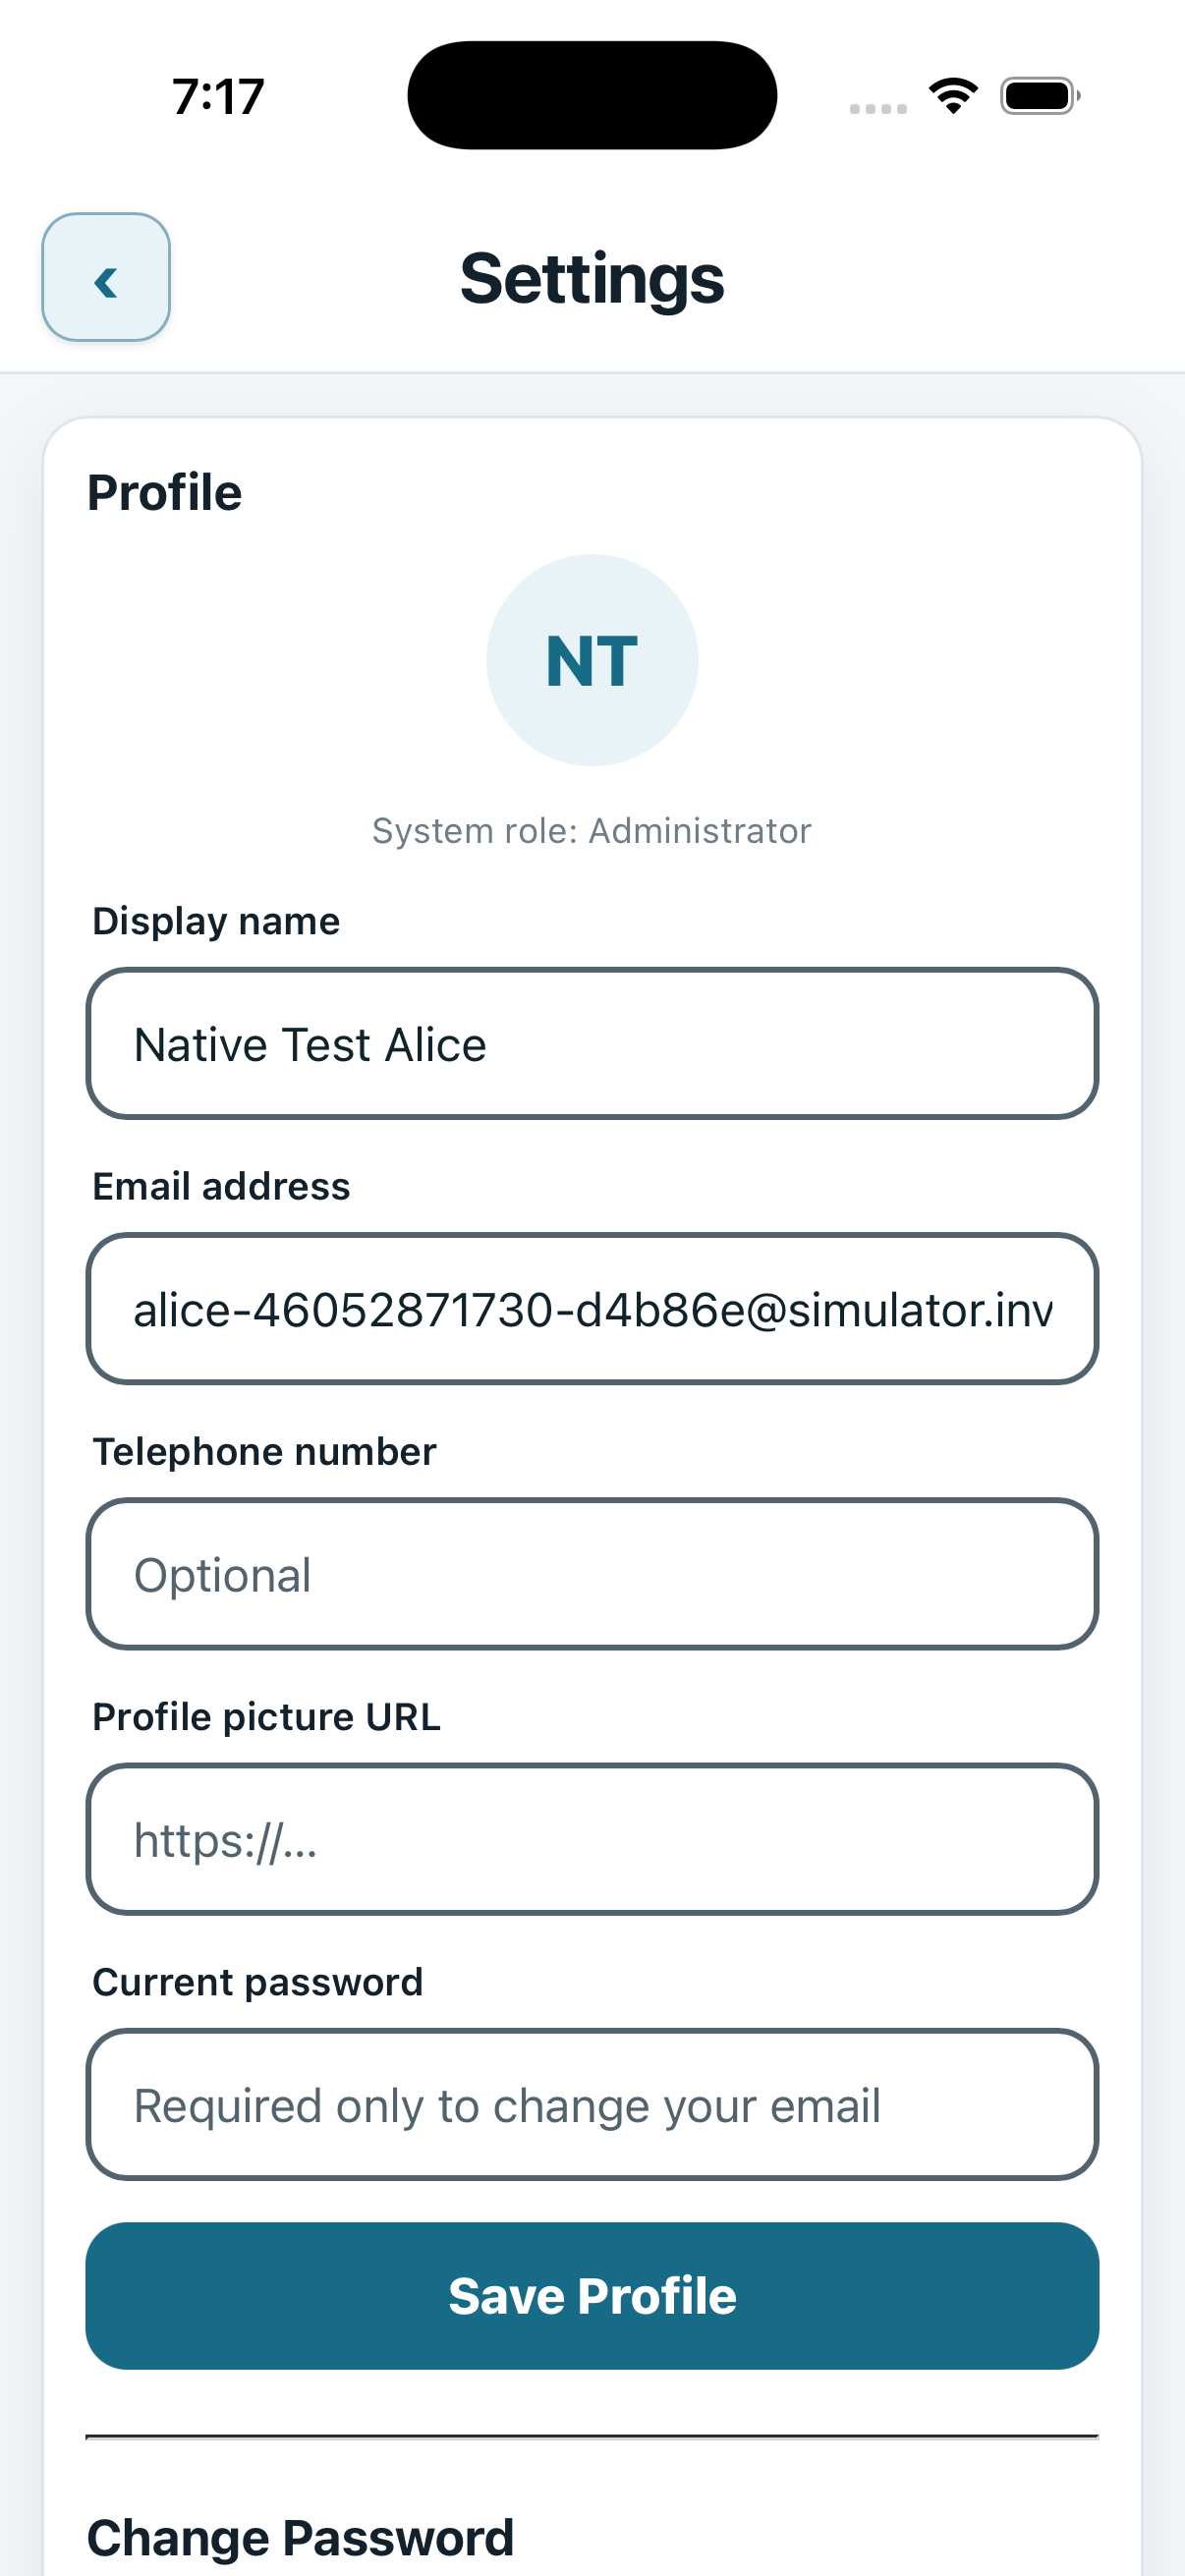 7:17
Settings
Profile
NT
System role: Administrator
Display name
Native Test Alice
Email address
alice-46052871730-d4b86e@simulator.inv
Telephone number
Optional
Profile picture URL
https://...
Current password
Required only to change your email
Save Profile
Change Password